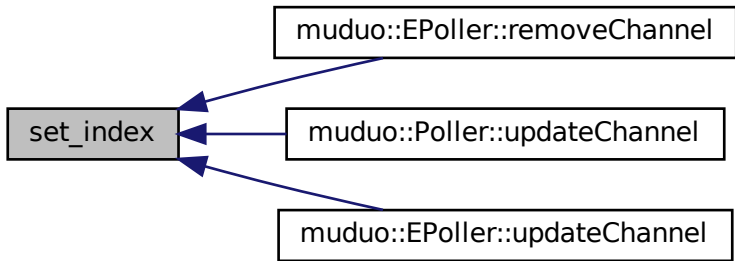 muduo::EPoller::removeChannel
set_index
muduo::Poller::updateChannel
muduo::EPoller::updateChannel